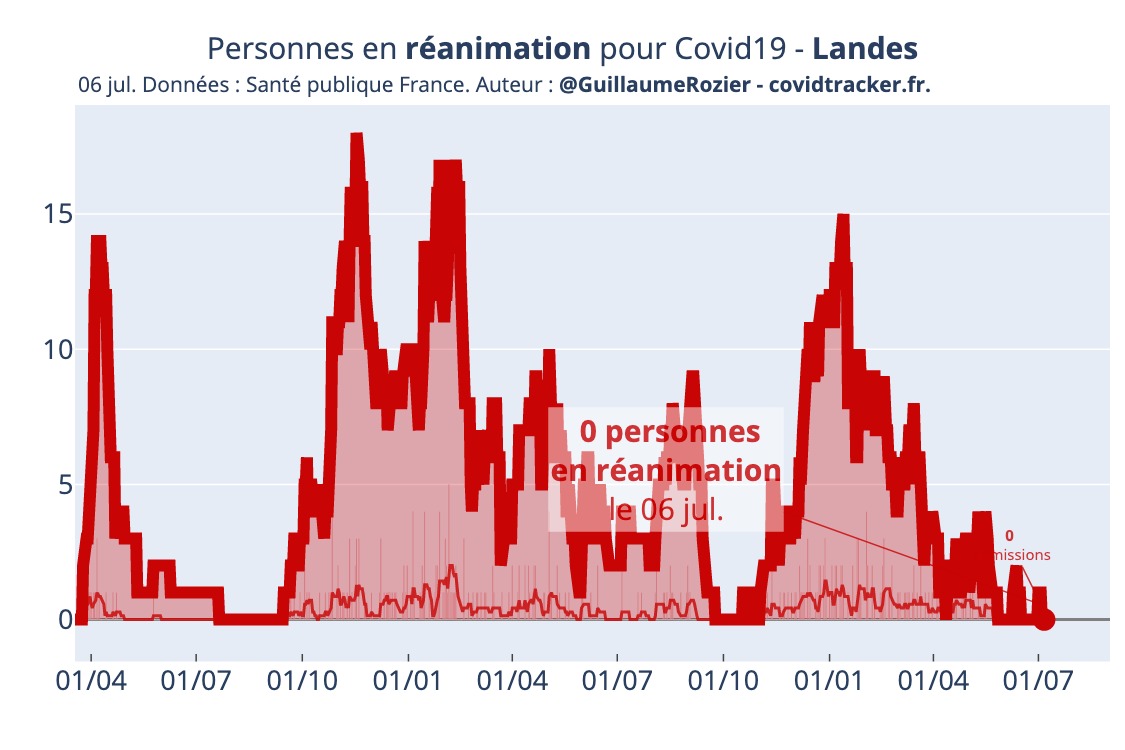 Personnes en réanimation pour Covid19 - Landes
06 jul. Données : Santé publique France. Auteur : @GuillaumeRozier - covidtracker.fr.
15
10
5
0
0 personnes
en réanimation
le 06 jul.
0
01/04 01/07 01/10 01/01 01/04 01/07 01/10 01/01 01/04 01/07